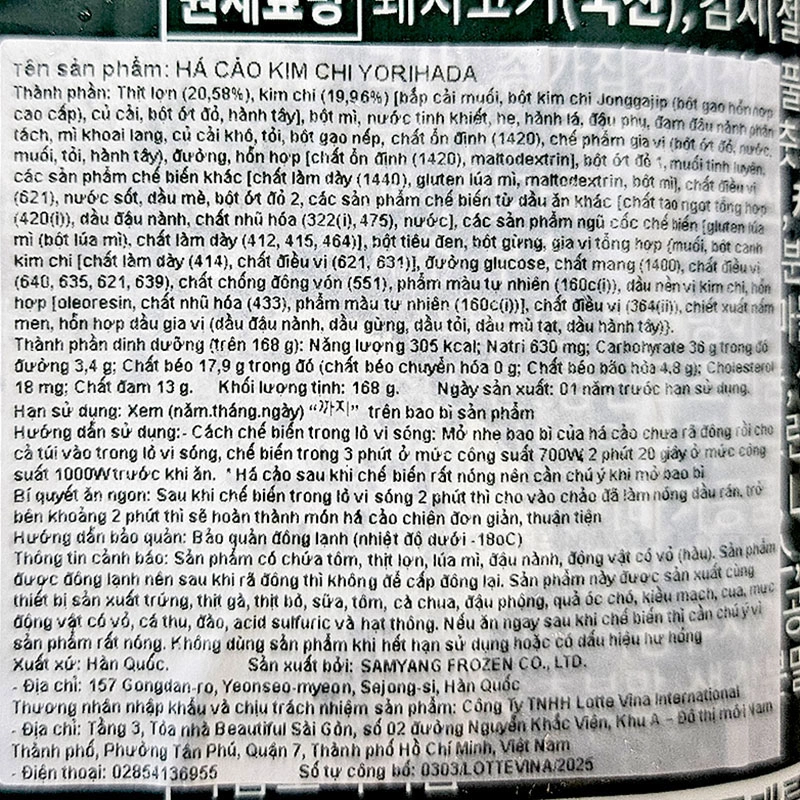 원재료명 돼지고기(국산), 김치[절
Tên sản phẩm: HÁ CẢO KIM CHI YORIHADA
Thành phần: Thịt lợn (20,58%), kim chi (19,96%) [bắp cải muối, bột kim chi Jonggajip (bột gạo hỗn hợp
cao cấp), củ cải, bột ớt đỏ, hành tây], bột mì, nước tinh khiết, hẹ, hành lá, đậu phụ, đạm đậu nành phân
tách, mì khoai lang, củ cải khô, tỏi, bột gạo nếp, chất ổn định (1420), chế phẩm gia vị (bột ớt đỏ, nước,
muối, tỏi, hành tây), đường, hỗn hợp [chất ổn định (1420), maltodextrin], bột ớt đỏ 1, muối tinh luyện,
các sản phẩm chế biến khác [chất làm dày (1440), gluten lúa mì, maltodextrin, bột mì], chất điều vị
(621), nước sốt, dầu mè, bột ớt đỏ 2, các sản phẩm chế biến từ dầu ăn khác [chất tạo ngọt tổng hợp
(420(i)), dầu đậu nành, chất nhũ hóa (322(i), 475), nước], các sản phẩm ngũ cốc chế biến [gluten lúa
mì (bột lúa mì), chất làm dày (412, 415, 464)], bột tiêu đen, bột gừng, gia vị tổng hợp {muối, bột canh
kim chi [chất làm dày (414), chất điều vị (621, 631)], đường glucose, chất mang (1400), chất điều vị
(640, 635, 621, 639), chất chống đông vón (551), phẩm màu tự nhiên (160c(i)), dầu nền vị kim chi, hỗn
hợp [oleoresin, chất nhũ hóa (433), phẩm màu tự nhiên (160c(i))], chất điều vị (364(ii)), chiết xuất nấm
men, hỗn hợp dầu gia vị (dầu đậu nành, dầu gừng, dầu tỏi, dầu mù tạt, dầu hành tây)}.
Thành phần dinh dưỡng (trên 168 g): Năng lượng 305 kcal; Natri 630 mg; Carbohyrate 36 g trong đó
đường 3,4 g; Chất béo 17,9 g trong đó (chất béo chuyển hóa 0 g; Chất béo bão hòa 4,8 g); Cholesterol
18 mg; Chất đạm 13 g. Khối lượng tịnh: 168 g. Ngày sản xuất: 01 năm trước hạn sử dụng.
Hạn sử dụng: Xem (năm.tháng.ngày) “까지” trên bao bì sản phẩm
Hướng dẫn sử dụng:- Cách chế biến trong lò vi sóng: Mở nhẹ bao bì của há cảo chưa rã đông rồi cho
cả túi vào trong lò vi sóng, chế biến trong 3 phút ở mức công suất 700W, 2 phút 20 giây ở mức công
suất 1000W trước khi ăn. * Há cảo sau khi chế biến rất nóng nên cần chú ý khi mở bao bì
Bí quyết ăn ngon: Sau khi chế biến trong lò vi sóng 2 phút thì cho vào chảo đã làm nóng dầu rán, trở
bên khoảng 2 phút thì sẽ hoàn thành món há cảo chiên đơn giản, thuận tiện
Hướng dẫn bảo quản: Bảo quản đông lạnh (nhiệt độ dưới -18oC)
Thông tin cảnh báo: Sản phẩm có chứa tôm, thịt lợn, lúa mì, đậu nành, động vật có vỏ (hàu). Sản phẩm
được đông lạnh nên sau khi rã đông thì không để cấp đông lại. Sản phẩm này được sản xuất cùng
thiết bị sản xuất trứng, thịt gà, thịt bò, sữa, tôm, cà chua, đậu phộng, quả óc chó, kiều mạch, cua, mực
động vật có vỏ, cá thu, đào, acid sulfuric và hạt thông. Nếu ăn ngay sau khi chế biến thì cần chú ý vì
sản phẩm rất nóng. Không dùng sản phẩm khi hết hạn sử dụng hoặc có dấu hiệu hư hỏng
Xuất xứ: Hàn Quốc. Sản xuất bởi: SAMYANG FROZEN CO., LTD.
- Địa chỉ: 157 Gongdan-ro, Yeonseo-myeon, Sejong-si, Hàn Quốc
Thương nhân nhập khẩu và chịu trách nhiệm sản phẩm: Công Ty TNHH Lotte Vina International
- Địa chỉ: Tầng 3, Tòa nhà Beautiful Sài Gòn, số 02 đường Nguyễn Khắc Viện, Khu A – Đô thị mới Nam
Thành phố, Phường Tân Phú, Quận 7, Thành phố Hồ Chí Minh, Việt Nam
- Điện thoại: 02854136955 Số tự công bố: 0303/LOTTEVINA/2025